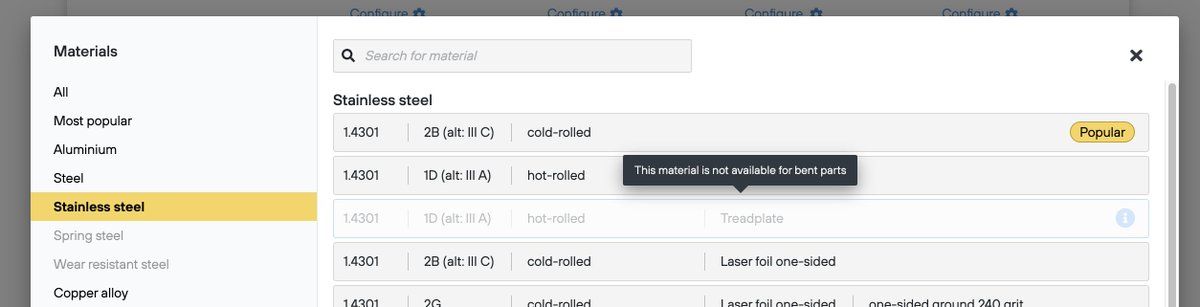 Configure Configure Configure Configure
Materials
Search for material
All
Most popular
Aluminium
Steel
Stainless steel
Spring steel
Wear resistant steel
Copper alloy
Stainless steel
1.4301 2B (alt: III C) cold-rolled Popular
1.4301 1D (alt: III A) hot-rolled
This material is not available for bent parts
1.4301 1D (alt: III A) hot-rolled Treadplate
1.4301 2B (alt: III C) cold-rolled Laser foil one-sided
1.4301 2G cold-rolled Laser foil one-sided one-sided ground 240 grit